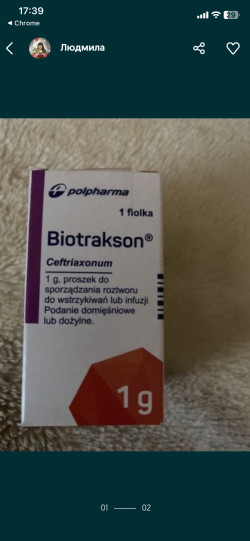 17:39
◀ Chrome
Людмила
polpharma
1 fiolka
Biotrakson®
Ceftriaxonum
1 g, proszek do
sporządzania roztworu
do wstrzykiwań lub infuzji
Podanie domięśniowe
lub dożylne.
1 g
01
02